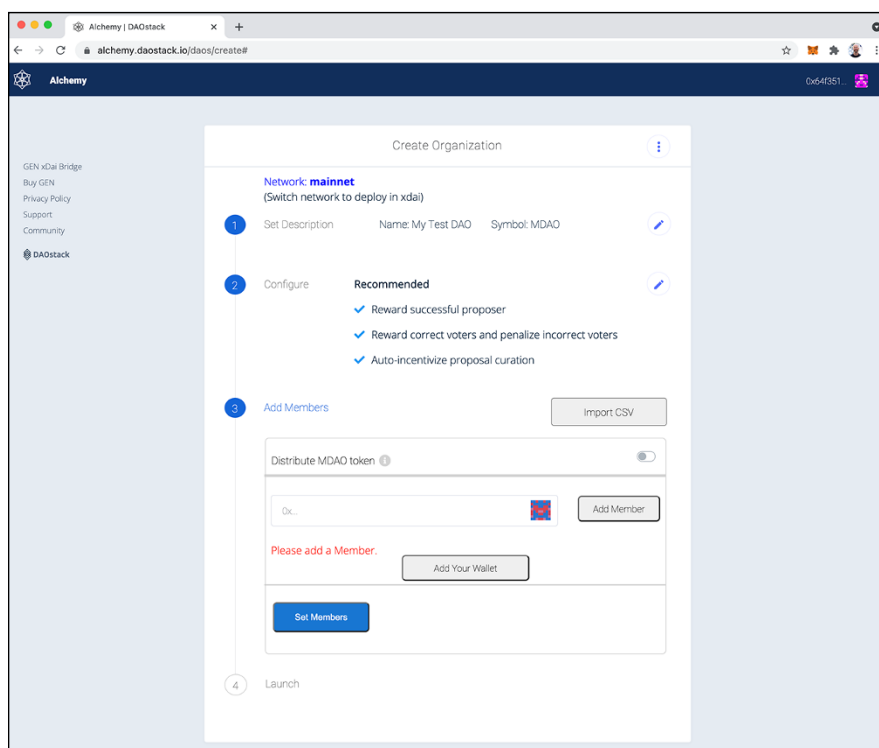 Alchemy | DAOstack
alchemy.daostack.io/daos/create#
Alchemy
0x64f351...
GEN xDai Bridge
Buy GEN
Privacy Policy
Support
Community
DAOstack
Create Organization
Network: mainnet
(Switch network to deploy in xdai)
1 Set Description Name: My Test DAO Symbol: MDAO
2 Configure Recommended
Reward successful proposer
Reward correct voters and penalize incorrect voters
Auto-incentivize proposal curation
3 Add Members Import CSV
Distribute MDAO token
0x... Add Member
Please add a Member.
Add Your Wallet
Set Members
4 Launch